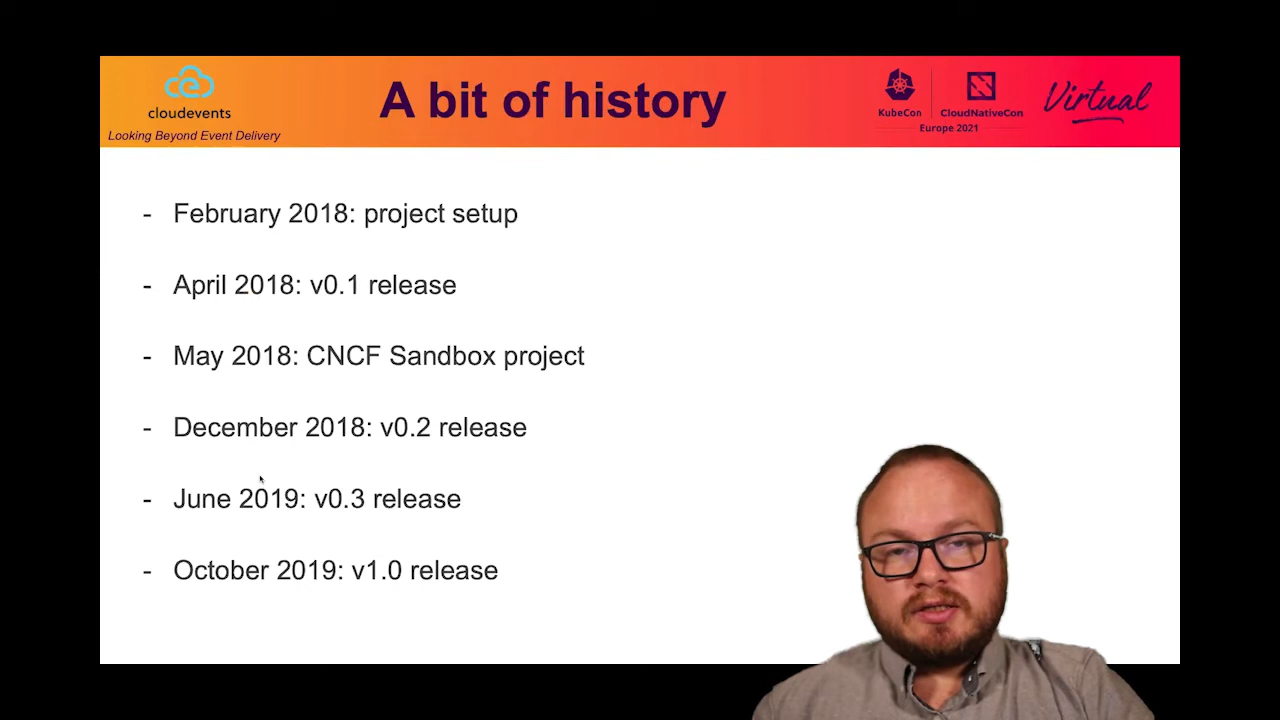 cloudevents
Looking Beyond Event Delivery
A bit of history
KubeCon
CloudNativeCon
Europe 2021
Virtual
- February 2018: project setup
- April 2018: v0.1 release
- May 2018: CNCF Sandbox project
- December 2018: v0.2 release
- June 2019: v0.3 release
- October 2019: v1.0 release